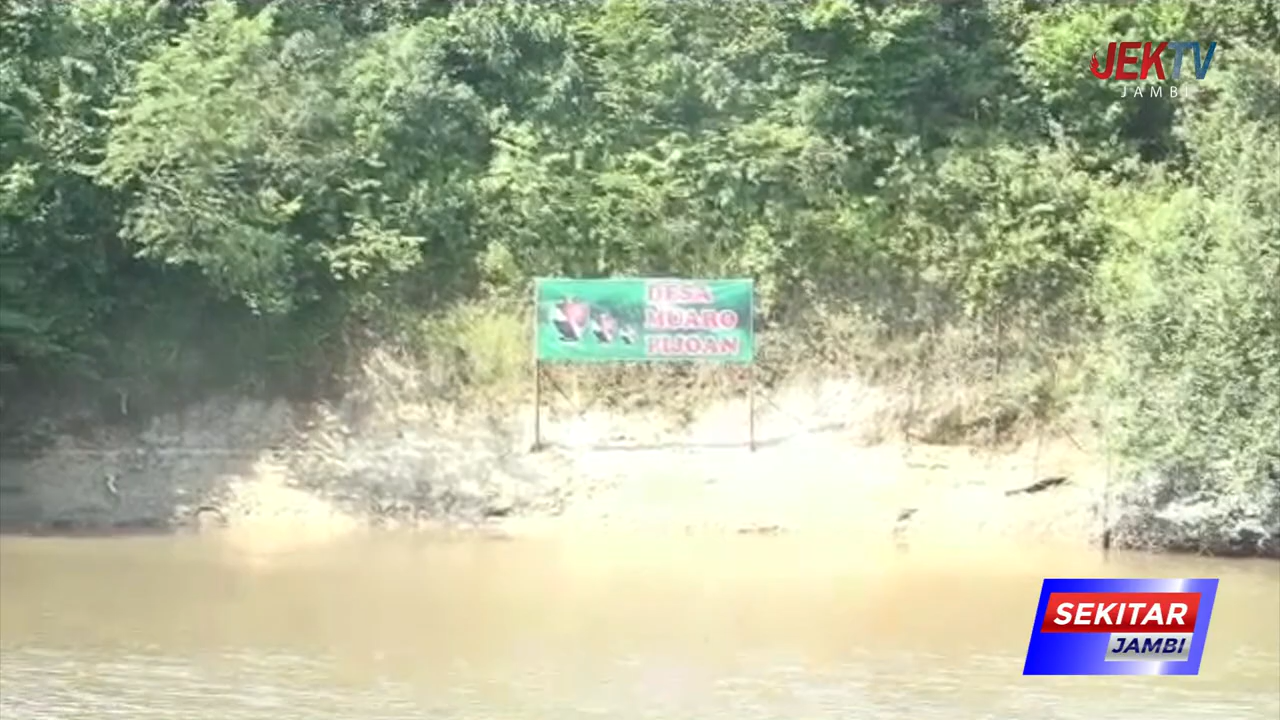 JEKTV
JAMBI
DESA
MUARO
PIJOAN
SEKITAR
JAMBI